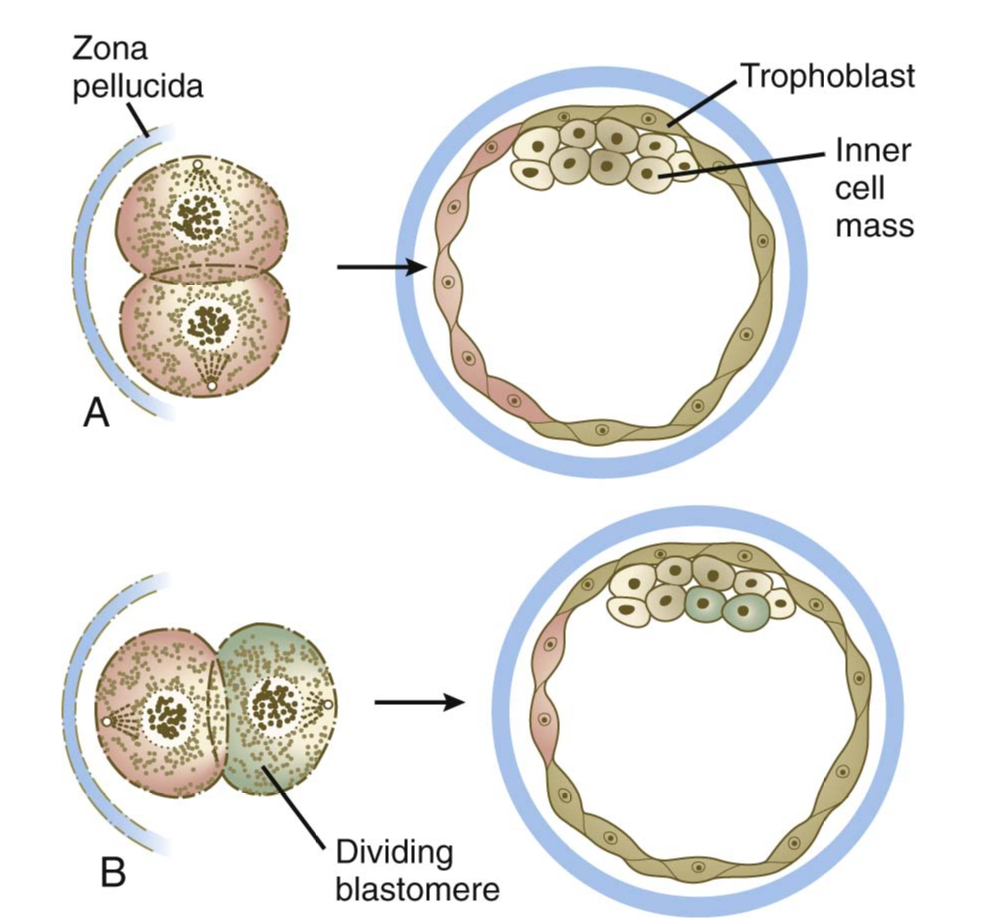 Zona
pellucida
Trophoblast
Inner
cell
mass
A
B
Dividing
blastomere